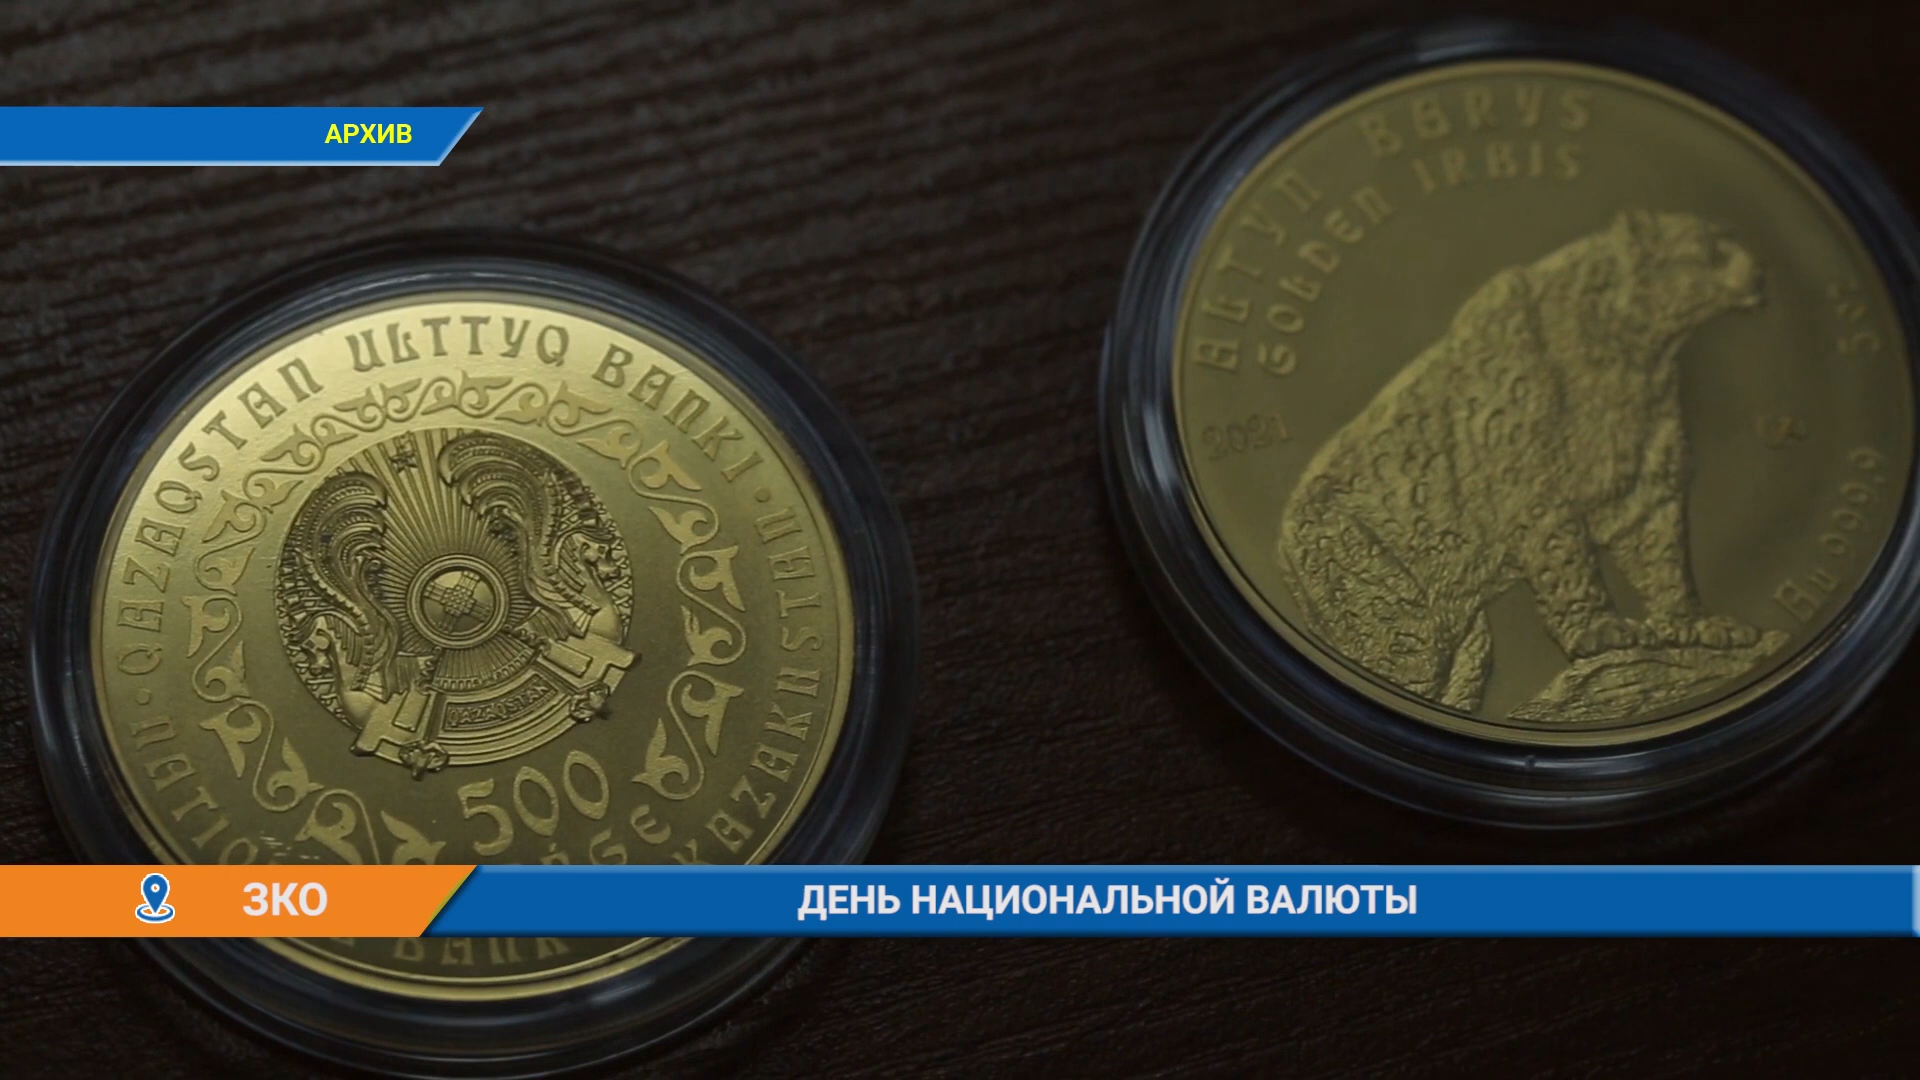 АРХИВ
ALTYN BARYS
GOLDEN IRBIS
2021
Au 999,9
QAZAQSTAN ULTTYQ BANKI
QAZAQSTAN
500
KAZAKHSTAN
BANK
ЗКО
ДЕНЬ НАЦИОНАЛЬНОЙ ВАЛЮТЫ